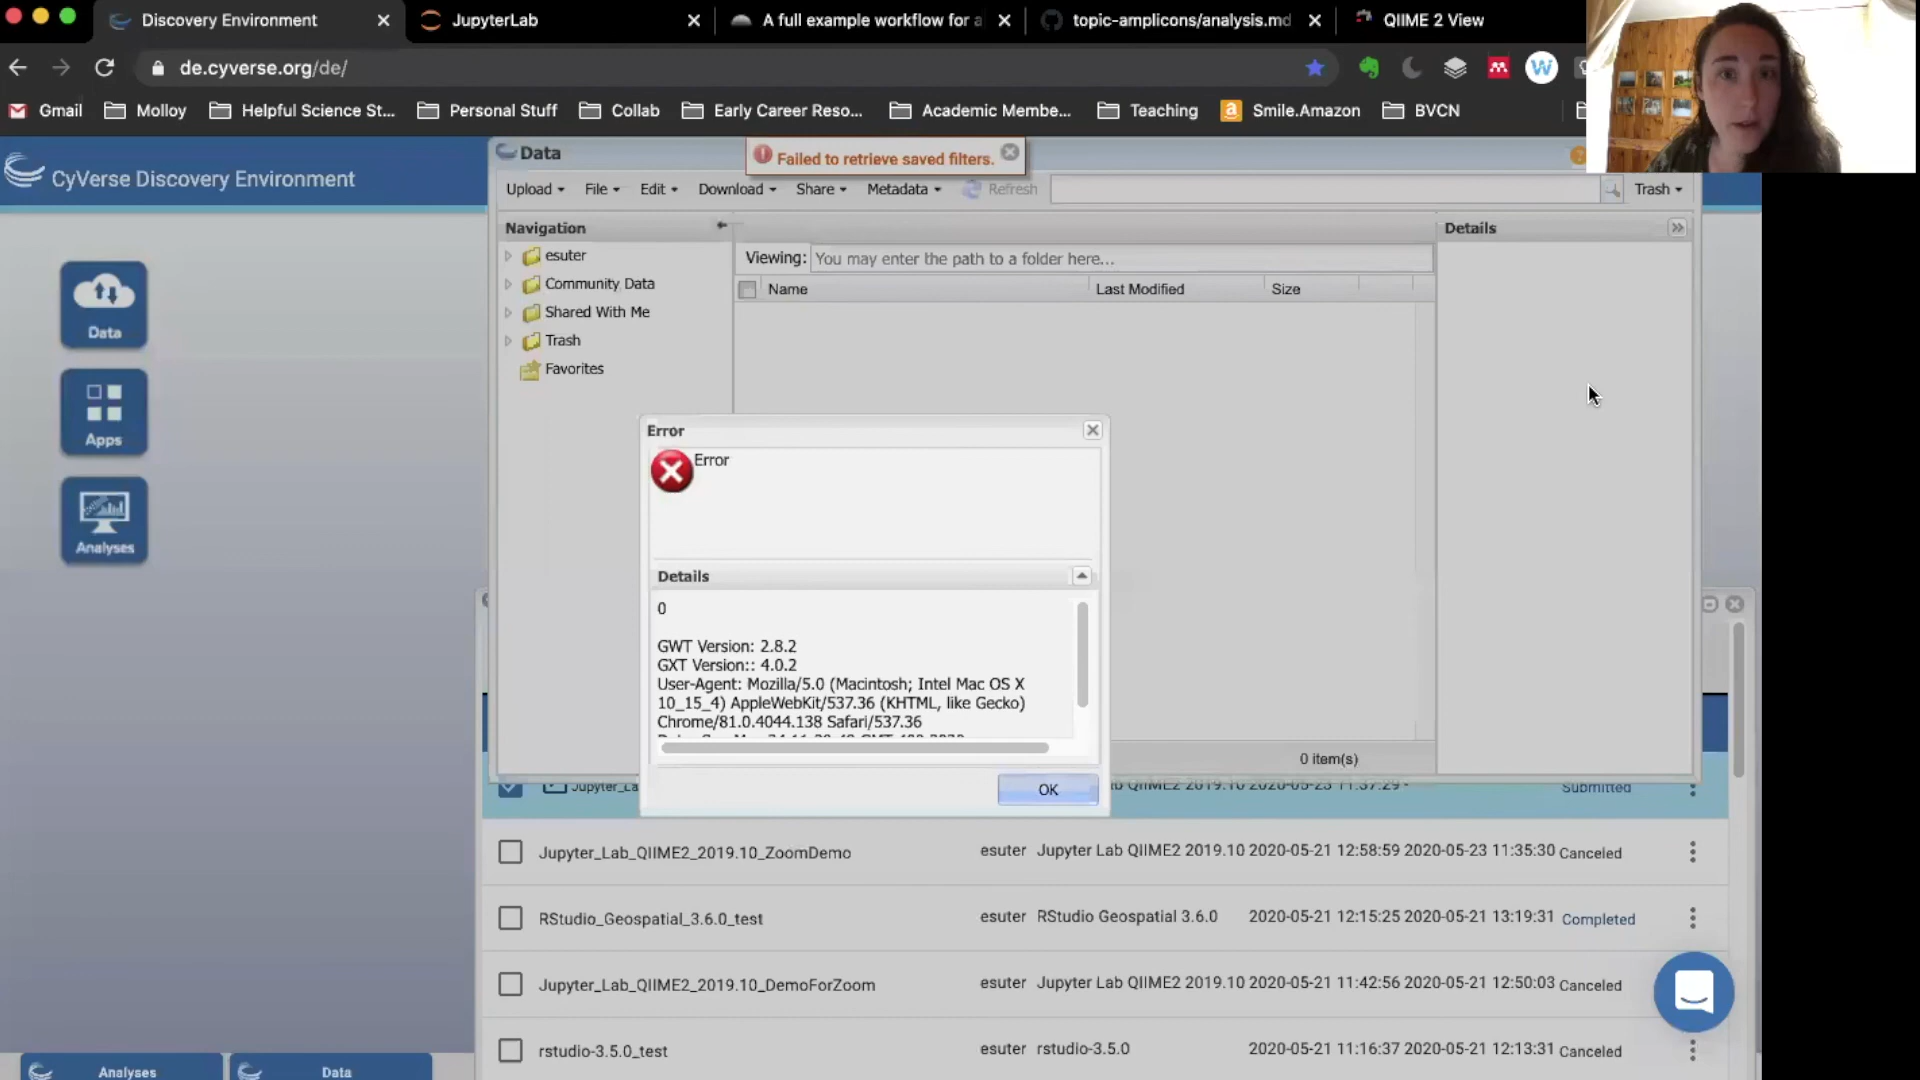 Discovery Environment
JupyterLab
A full example workflow for a
topic-amplicons/analysis.md
QIIME 2 View
de.cyverse.org/de/
W
Gmail
Molloy
Helpful Science St...
Personal Stuff
Collab
Early Career Reso...
Academic Membe...
Teaching
Smile.Amazon
BVCN
CyVerse Discovery Environment
Data
Failed to retrieve saved filters.
Upload
File
Edit
Download
Share
Metadata
Refresh
Trash
Navigation
Details
esuter
Community Data
Shared With Me
Trash
Favorites
Viewing:
You may enter the path to a folder here...
Name
Last Modified
Size
Data
Apps
Analyses
Error
Error
Details
0
GWT Version: 2.8.2
GXT Version:: 4.0.2
User-Agent: Mozilla/5.0 (Macintosh; Intel Mac OS X
10_15_4) AppleWebKit/537.36 (KHTML, like Gecko)
Chrome/81.0.4044.138 Safari/537.36
OK
0 item(s)
Jupyter_La
QIIME2 2019.10 2020-05-23 11:37:29 -
Submitted
Jupyter_Lab_QIIME2_2019.10_ZoomDemo
esuter
Jupyter Lab QIIME2 2019.10 2020-05-21 12:58:59 2020-05-23 11:35:30 Canceled
RStudio_Geospatial_3.6.0_test
esuter
RStudio Geospatial 3.6.0
2020-05-21 12:15:25 2020-05-21 13:19:31 Completed
Jupyter_Lab_QIIME2_2019.10_DemoForZoom
esuter
Jupyter Lab QIIME2 2019.10 2020-05-21 11:42:56 2020-05-21 12:50:03 Canceled
rstudio-3.5.0_test
esuter
rstudio-3.5.0
2020-05-21 11:16:37 2020-05-21 12:13:31 Canceled
Analyses
Data